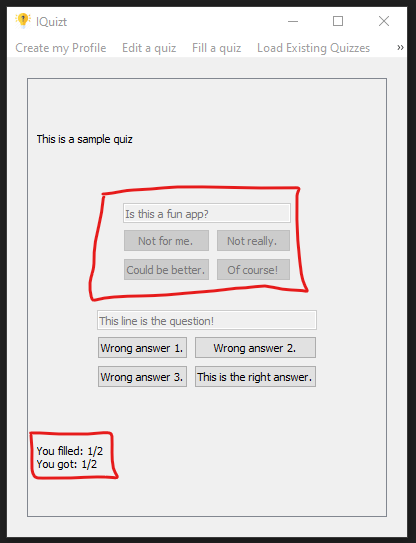 IQuizt
Create my Profile Edit a quiz Fill a quiz Load Existing Quizzes »
This is a sample quiz
Is this a fun app?
Not for me. Not really.
Could be better. Of course!
This line is the question!
Wrong answer 1. Wrong answer 2.
Wrong answer 3. This is the right answer.
You filled: 1/2
You got: 1/2